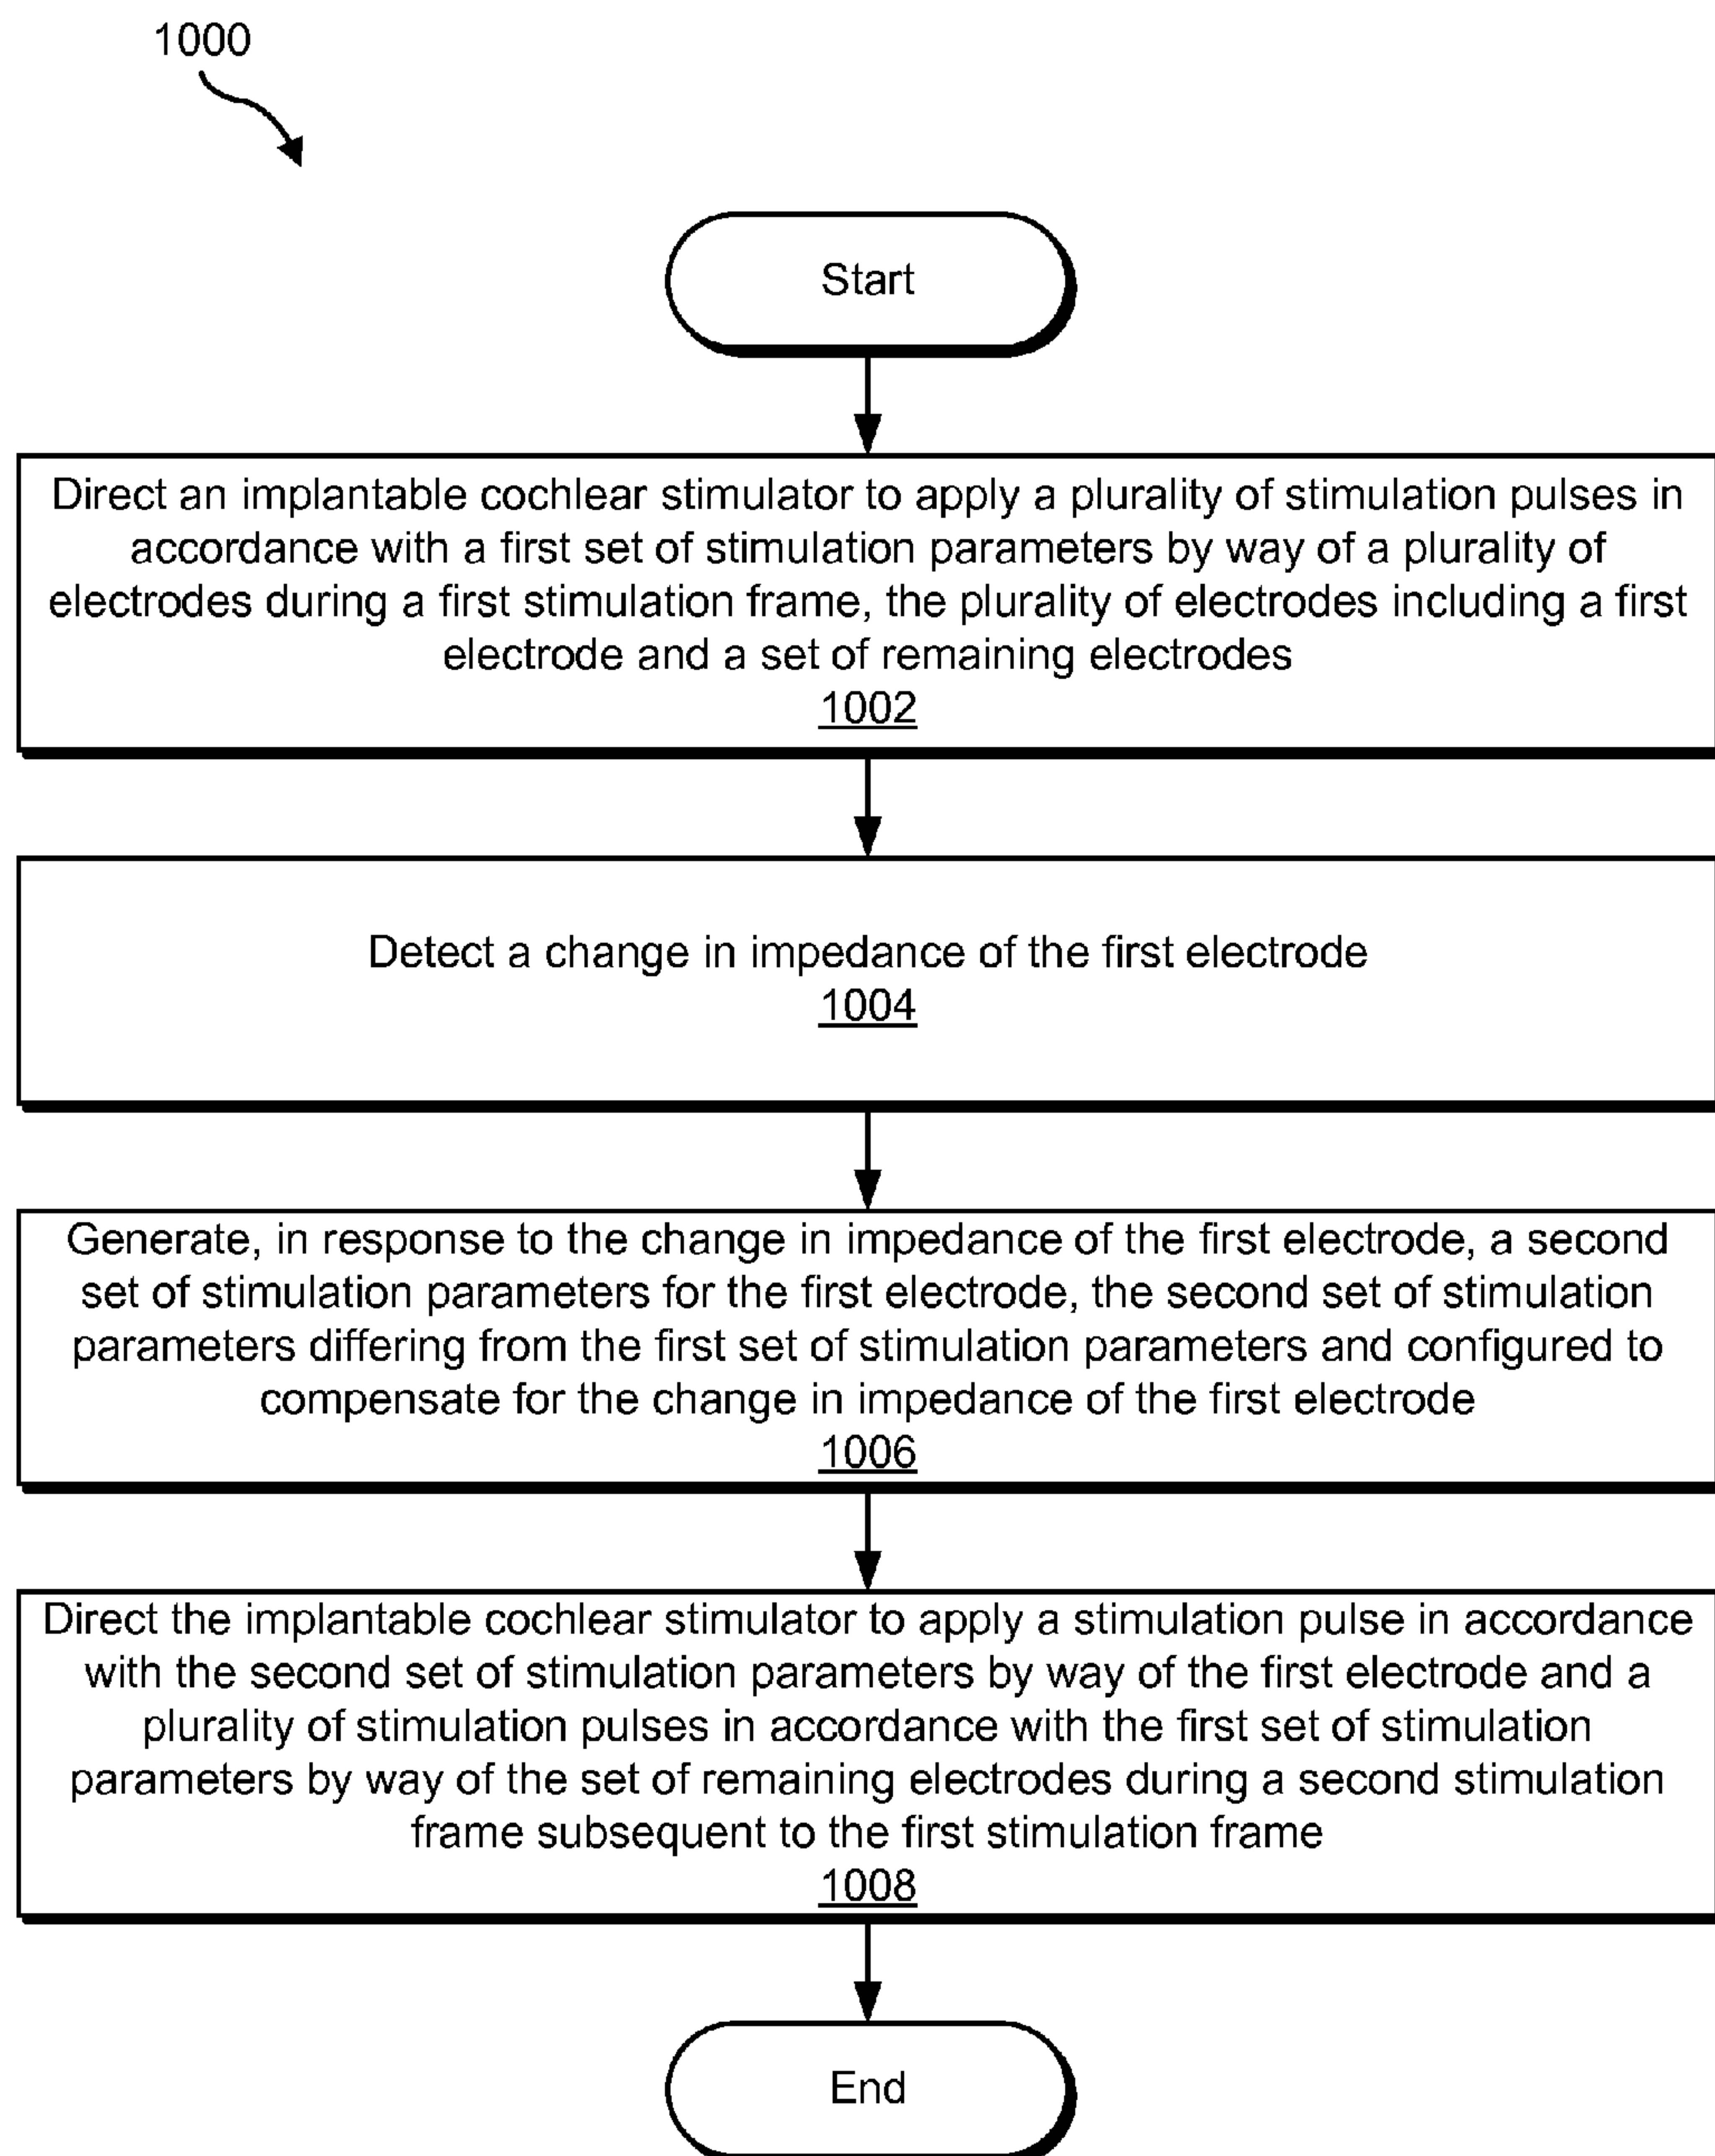 1000
Start
Direct an implantable cochlear stimulator to apply a plurality of stimulation pulses in
accordance with a first set of stimulation parameters by way of a plurality of
electrodes during a first stimulation frame, the plurality of electrodes including a first
electrode and a set of remaining electrodes
1002
Detect a change in impedance of the first electrode
1004
Generate, in response to the change in impedance of the first electrode, a second
set of stimulation parameters for the first electrode, the second set of stimulation
parameters differing from the first set of stimulation parameters and configured to
compensate for the change in impedance of the first electrode
1006
Direct the implantable cochlear stimulator to apply a stimulation pulse in accordance
with the second set of stimulation parameters by way of the first electrode and a
plurality of stimulation pulses in accordance with the first set of stimulation
parameters by way of the set of remaining electrodes during a second stimulation
frame subsequent to the first stimulation frame
1008
End